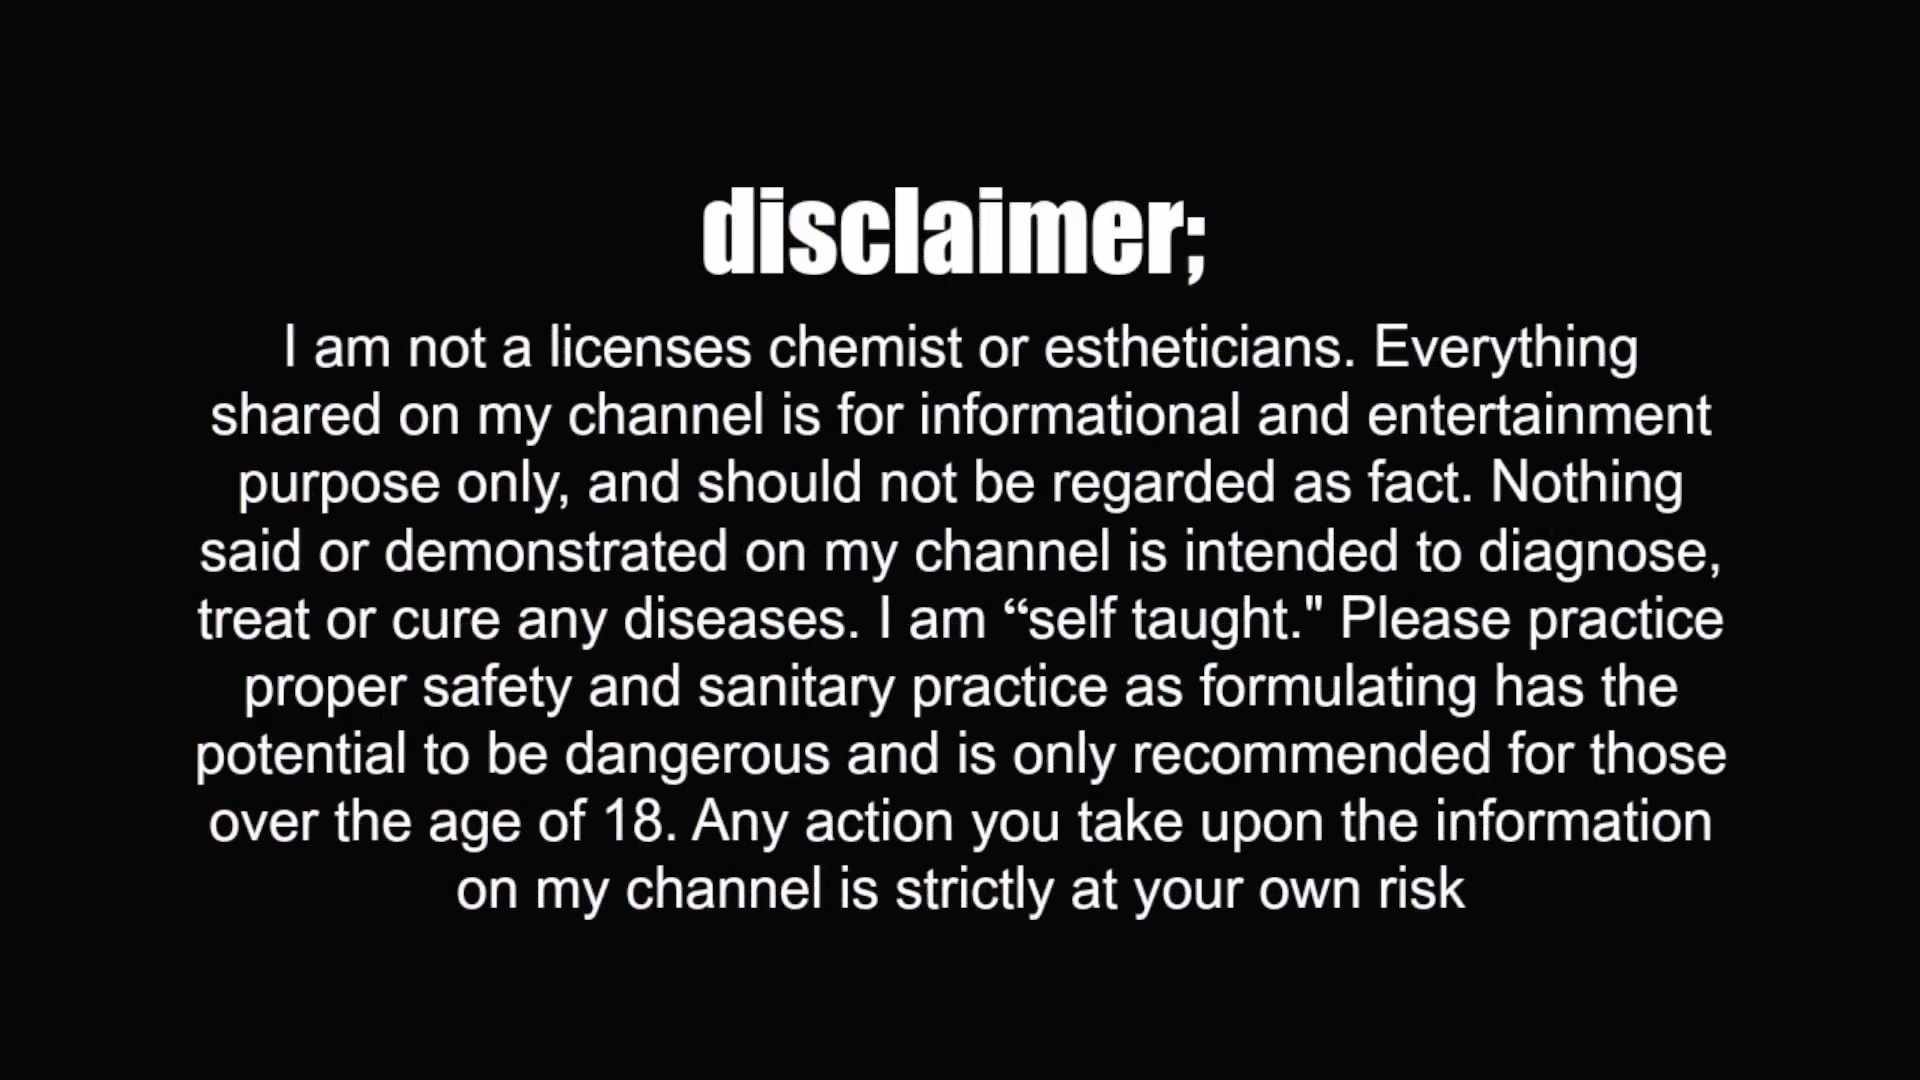 disclaimer;
I am not a licenses chemist or estheticians. Everything
shared on my channel is for informational and entertainment
purpose only, and should not be regarded as fact. Nothing
said or demonstrated on my channel is intended to diagnose,
treat or cure any diseases. I am “self taught." Please practice
proper safety and sanitary practice as formulating has the
potential to be dangerous and is only recommended for those
over the age of 18. Any action you take upon the information
on my channel is strictly at your own risk